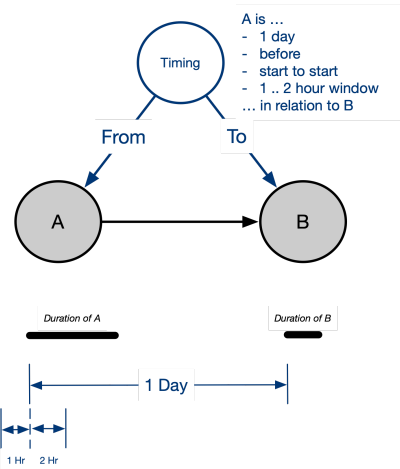 A is ...
- 1 day
- before
- start to start
- 1 .. 2 hour window
... in relation to B
Timing
From
To
A
B
Duration of A
Duration of B
1 Day
1 Hr
2 Hr